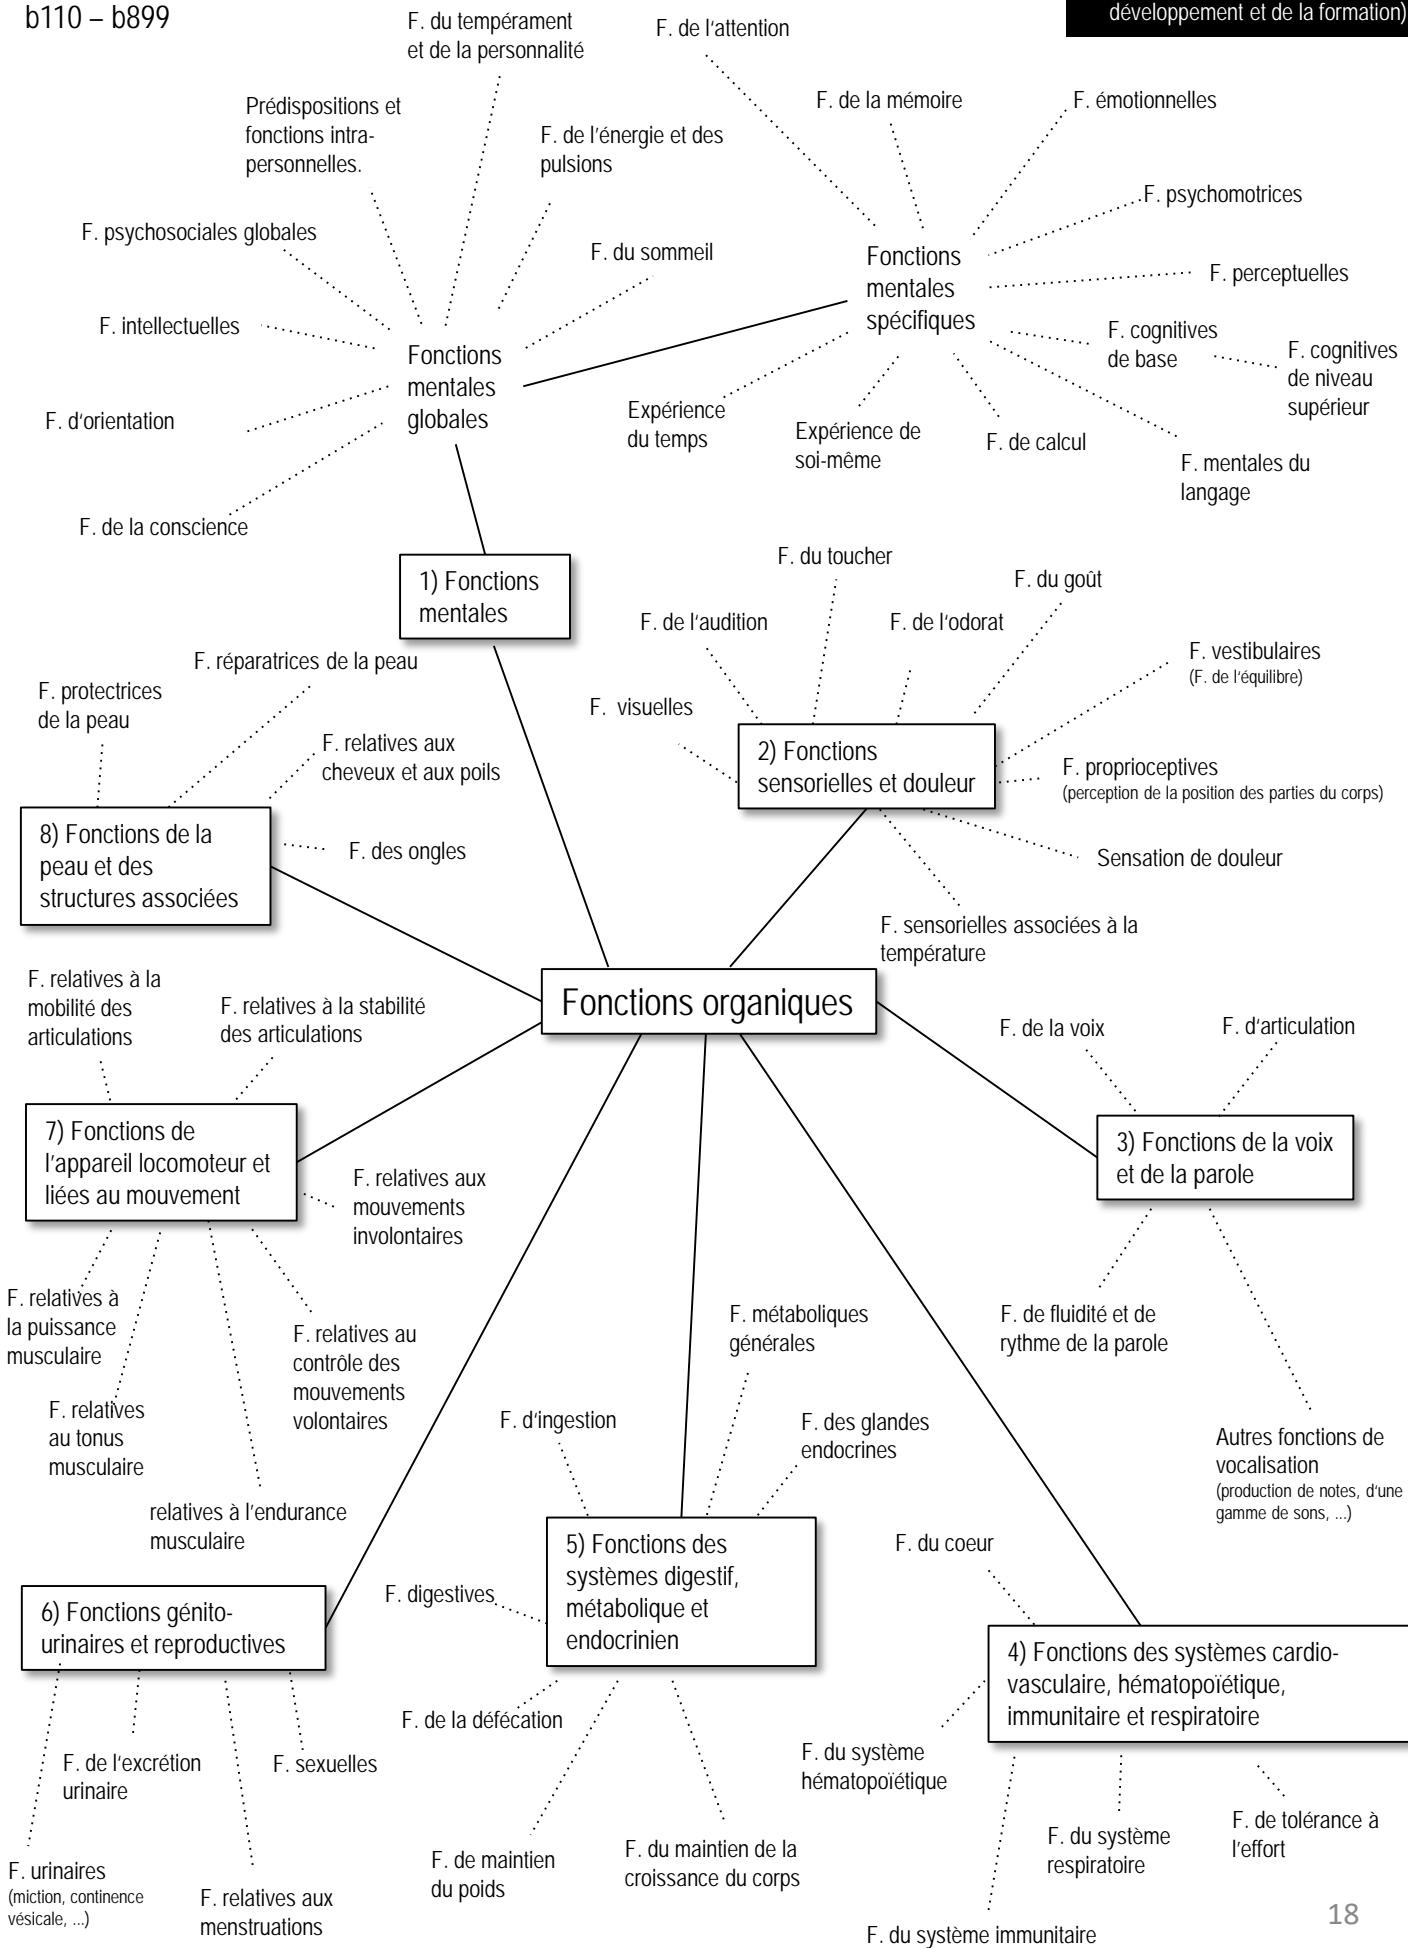 b110 – b899
développement et de la formation)
F. du tempérament
et de la personnalité
F. de l'attention
Prédispositions et
fonctions intra-
personnelles.
F. de l'énergie et des
pulsions
F. de la mémoire
F. émotionnelles
F. psychomotrices
F. psychosociales globales
F. du sommeil
Fonctions
mentales
spécifiques
F. perceptuelles
F. intellectuelles
Fonctions
mentales
globales
F. cognitives
de base
F. cognitives
de niveau
supérieur
F. d'orientation
Expérience
du temps
Expérience de
soi-même
F. de calcul
F. mentales du
langage
F. de la conscience
1) Fonctions
mentales
F. du toucher
F. du goût
F. de l'audition
F. de l'odorat
F. vestibulaires
(F. de l'équilibre)
F. réparatrices de la peau
F. protectrices
de la peau
F. visuelles
F. relatives aux
cheveux et aux poils
2) Fonctions
sensorielles et douleur
F. proprioceptives
(perception de la position des parties du corps)
8) Fonctions de la
peau et des
structures associées
F. des ongles
Sensation de douleur
F. sensorielles associées à la
température
F. relatives à la
mobilité des
articulations
F. relatives à la stabilité
des articulations
Fonctions organiques
F. de la voix
F. d'articulation
7) Fonctions de
l'appareil locomoteur et
liées au mouvement
3) Fonctions de la voix
et de la parole
F. relatives aux
mouvements
involontaires
F. relatives à
la puissance
musculaire
F. relatives au
contrôle des
mouvements
volontaires
F. métaboliques
générales
F. de fluidité et de
rythme de la parole
F. relatives
au tonus
musculaire
F. d'ingestion
F. des glandes
endocrines
Autres fonctions de
vocalisation
(production de notes, d'une
gamme de sons, ...)
relatives à l'endurance
musculaire
5) Fonctions des
systèmes digestif,
métabolique et
endocrinien
F. du coeur
F. digestives
6) Fonctions génito-
urinaires et reproductives
4) Fonctions des systèmes cardio-
vasculaire, hématopoïétique,
immunitaire et respiratoire
F. de la défécation
F. de l'excrétion
urinaire
F. sexuelles
F. du système
hématopoïétique
F. urinaires
(miction, continence
vésicale, ...)
F. relatives aux
menstruations
F. de maintien
du poids
F. du maintien de la
croissance du corps
F. du système
respiratoire
F. de tolérance à
l'effort
F. du système immunitaire
18